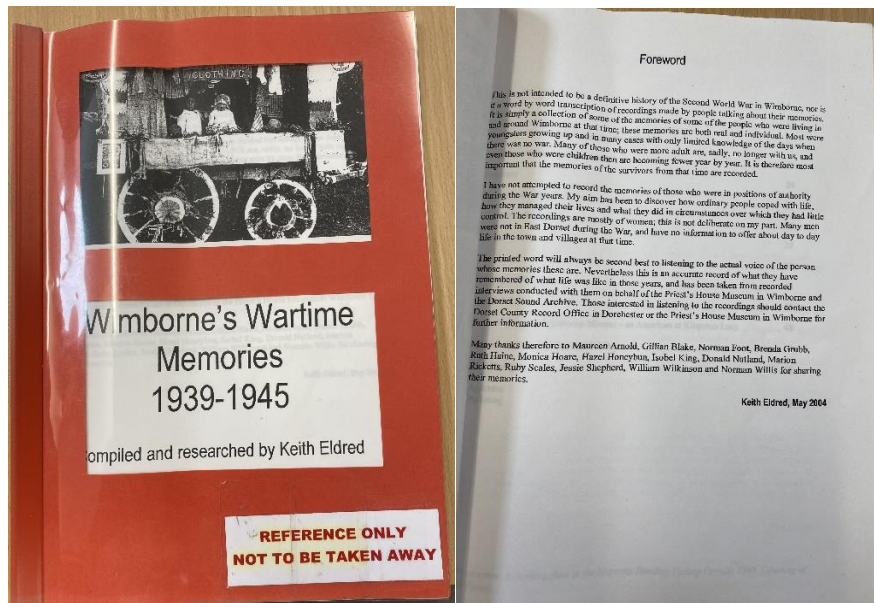 CLOTHING
Wimborne's Wartime
Memories
1939-1945
ompiled and researched by Keith Eldred
REFERENCE ONLY
NOT TO BE TAKEN AWAY
Foreword
This is not intended to be a definitive history of the Second World War in Wimborne, nor is
it a word by word transcription of recordings made by people talking about their memories.
It is simply a collection of some of the memories of some of the people who were living in
and around Wimborne at that time; these memories are both real and individual. Most were
youngsters growing up and in many cases with only limited knowledge of the days when
there was no war. Many of those who were more adult are, sadly, no longer with us, and
even those who were children then are becoming fewer year by year. It is therefore most
important that the memories of the survivors from that time are recorded.
I have not attempted to record the memories of those who were in positions of authority
during the War years. My aim has been to discover how ordinary people coped with life,
how they managed their lives and what they did in circumstances over which they had little
control. The recordings are mostly of women; this is not deliberate on my part. Many men
were not in East Dorset during the War, and have no information to offer about day to day
life in the town and villages at that time.
The printed word will always be second best to listening to the actual voice of the person
whose memories these are. Nevertheless this is an accurate record of what they have
remembered of what life was like in those years, and has been taken from recorded
interviews conducted with them on behalf of the Priest's House Museum in Wimborne and
the Dorset Sound Archive. Those interested in listening to the recordings should contact the
Dorset County Record Office in Dorchester or the Priest's House Museum in Wimborne for
further information.
Many thanks therefore to Maureen Arnold, Gillian Blake, Norman Foot, Brenda Grubb,
Ruth Haine, Monica Hoare, Hazel Honeybun, Isobel King, Donald Nutland, Marion
Ricketts, Ruby Scales, Jessie Shepherd, William Wilkinson and Norman Willis for sharing
their memories.
Keith Eldred, May 2004